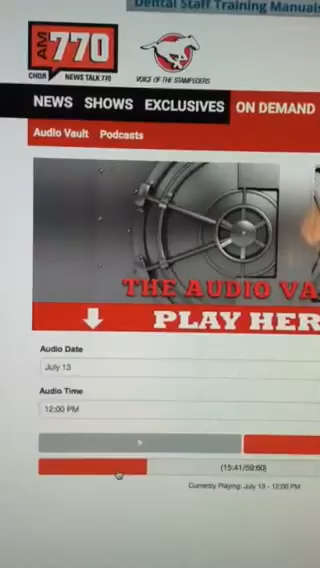 Dental Staff Training Manuals
AM 770
CHQR NEWS TALK 770
VOICE OF THE STAMPEDERS
NEWS SHOWS EXCLUSIVES ON DEMAND
Audio Vault Podcasts
THE AUDIO VA
PLAY HER
Audio Date
July 13
Audio Time
12:00 PM
(15:41/59:60)
Currently Playing: July 13 - 12:00 PM